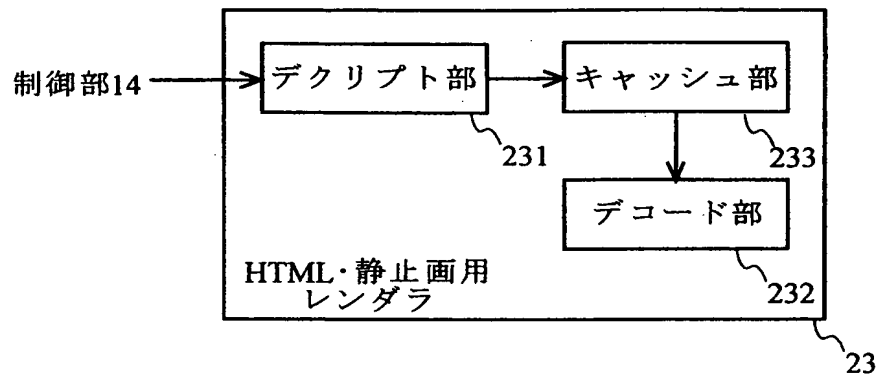 制御部14
デクリプト部
キャッシュ部
231
233
デコード部
HTML・静止画用
レンダラ
232
23